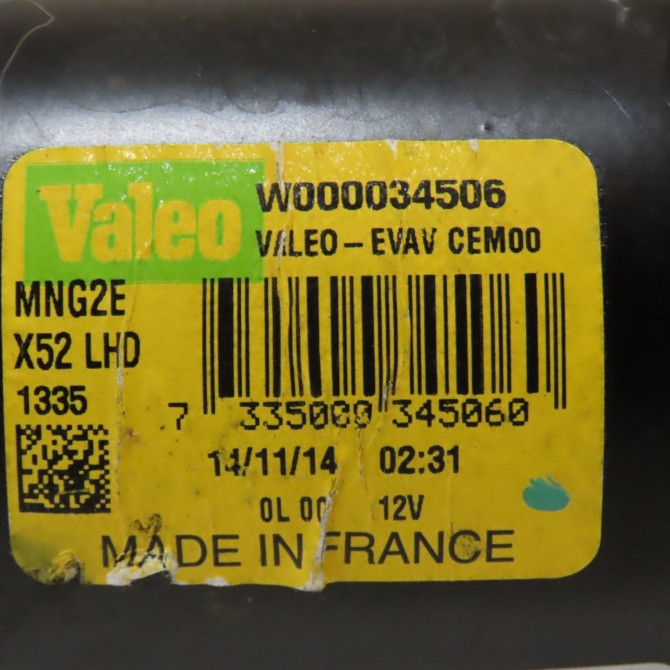 Valeo
W000034506
VALEO - EVAV CEM00
MNG2E
X52 LHD
1335
7 335000 345060
14/11/14 02:31
0L 00 12V
MADE IN FRANCE